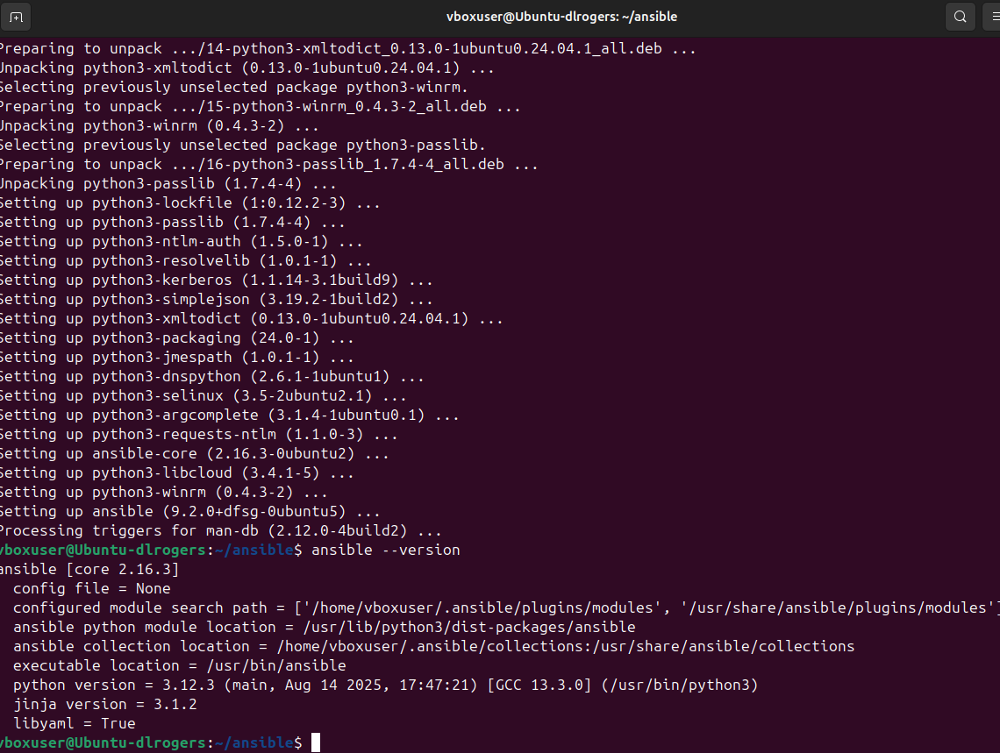 vboxuser@Ubuntu-dlrogers: ~/ansible
Preparing to unpack .../14-python3-xmltodict_0.13.0-1ubuntu0.24.04.1_all.deb ...
Unpacking python3-xmltodict (0.13.0-1ubuntu0.24.04.1) ...
Selecting previously unselected package python3-winrm.
Preparing to unpack .../15-python3-winrm_0.4.3-2_all.deb ...
Unpacking python3-winrm (0.4.3-2) ...
Selecting previously unselected package python3-passlib.
Preparing to unpack .../16-python3-passlib_1.7.4-4_all.deb ...
Unpacking python3-passlib (1.7.4-4) ...
Setting up python3-lockfile (1:0.12.2-3) ...
Setting up python3-passlib (1.7.4-4) ...
Setting up python3-ntlm-auth (1.5.0-1) ...
Setting up python3-resolvelib (1.0.1-1) ...
Setting up python3-kerberos (1.1.14-3.1build9) ...
Setting up python3-simplejson (3.19.2-1build2) ...
Setting up python3-xmltodict (0.13.0-1ubuntu0.24.04.1) ...
Setting up python3-packaging (24.0-1) ...
Setting up python3-jmespath (1.0.1-1) ...
Setting up python3-dnspython (2.6.1-1ubuntu1) ...
Setting up python3-selinux (3.5-2ubuntu2.1) ...
Setting up python3-argcomplete (3.1.4-1ubuntu0.1) ...
Setting up python3-requests-ntlm (1.1.0-3) ...
Setting up ansible-core (2.16.3-0ubuntu2) ...
Setting up python3-libcloud (3.4.1-5) ...
Setting up python3-winrm (0.4.3-2) ...
Setting up ansible (9.2.0+dfsg-0ubuntu5) ...
Processing triggers for man-db (2.12.0-4build2) ...
vboxuser@Ubuntu-dlrogers:~/ansible$ ansible --version
ansible [core 2.16.3]
  config file = None
  configured module search path = ['/home/vboxuser/.ansible/plugins/modules', '/usr/share/ansible/plugins/modules']
  ansible python module location = /usr/lib/python3/dist-packages/ansible
  ansible collection location = /home/vboxuser/.ansible/collections:/usr/share/ansible/collections
  executable location = /usr/bin/ansible
  python version = 3.12.3 (main, Aug 14 2025, 17:47:21) [GCC 13.3.0] (/usr/bin/python3)
  jinja version = 3.1.2
  libyaml = True
vboxuser@Ubuntu-dlrogers:~/ansible$